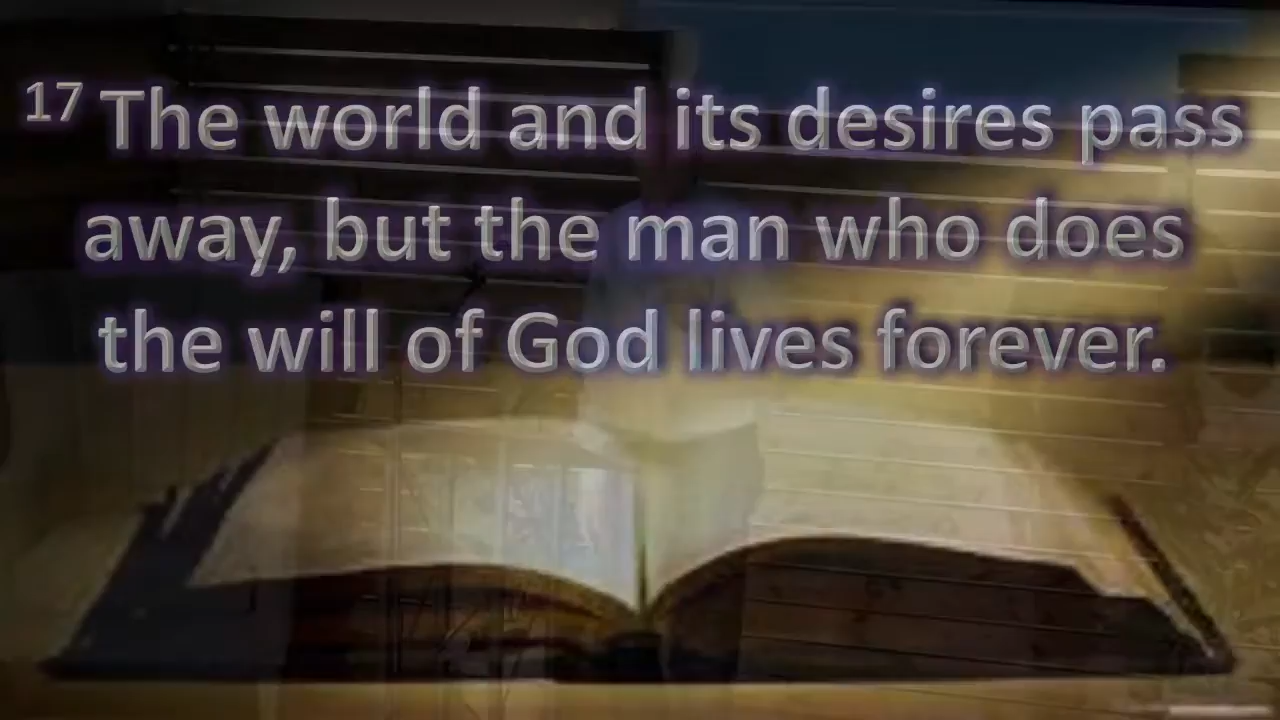 17 The world and its desires pass
away, but the man who does
the will of God lives forever.